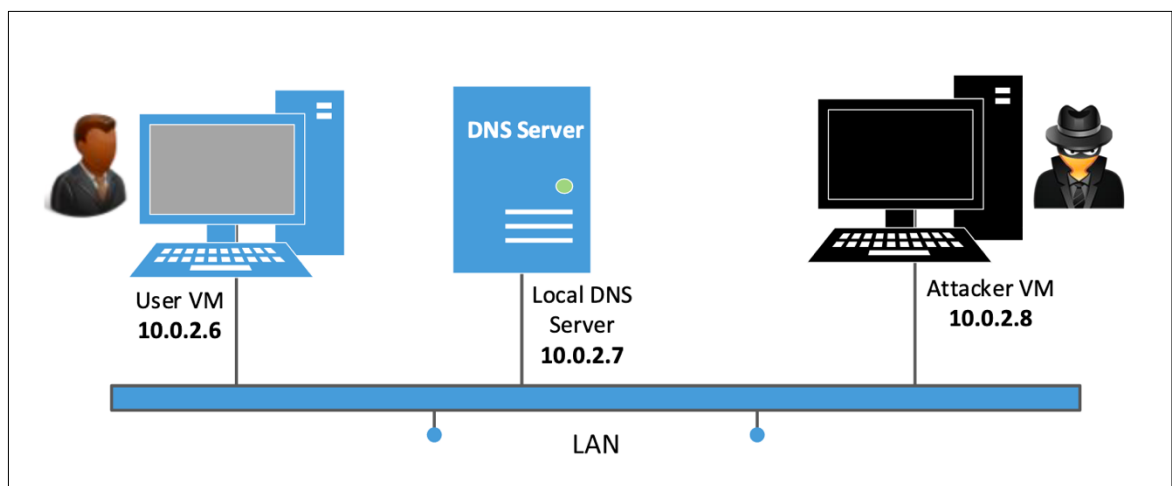 DNS Server
User VM
10.0.2.6
Local DNS
Server
10.0.2.7
Attacker VM
10.0.2.8
LAN